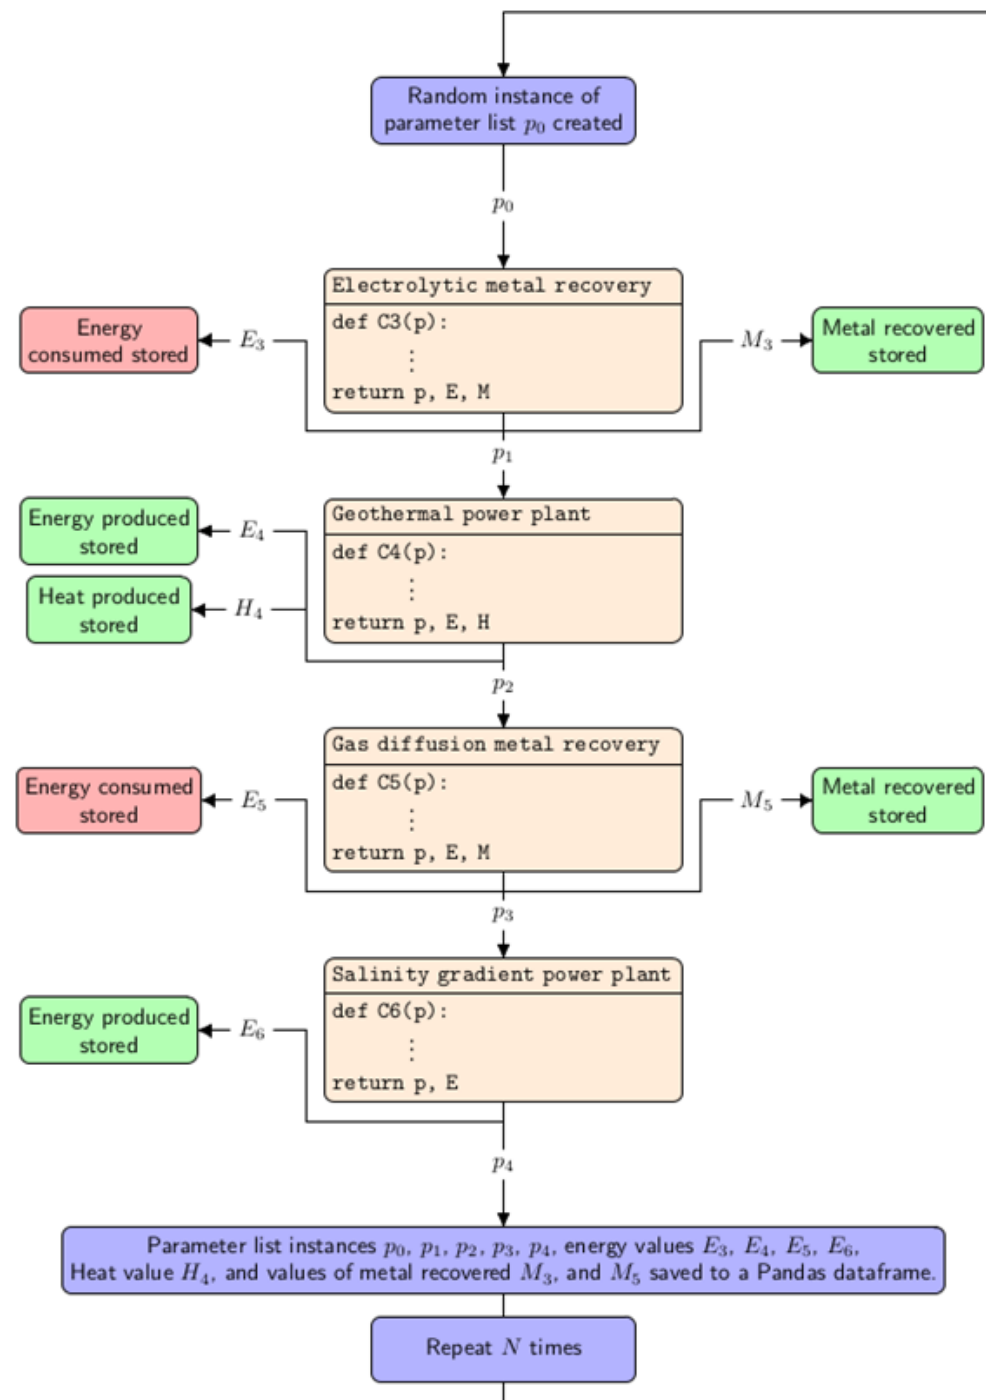 Random instance of
parameter list p₀ created
p₀
Electrolytic metal recovery
def C3(p):
⋮
return p, E, M
Energy
consumed stored
E₃
M₃
Metal recovered
stored
p₁
Geothermal power plant
def C4(p):
⋮
return p, E, H
Energy produced
stored
E₄
Heat produced
stored
H₄
p₂
Gas diffusion metal recovery
def C5(p):
⋮
return p, E, M
Energy consumed
stored
E₅
M₅
Metal recovered
stored
p₃
Salinity gradient power plant
def C6(p):
⋮
return p, E
Energy produced
stored
E₆
p₄
Parameter list instances p₀, p₁, p₂, p₃, p₄, energy values E₃, E₄, E₅, E₆,
Heat value H₄, and values of metal recovered M₃, and M₅ saved to a Pandas dataframe.
Repeat N times